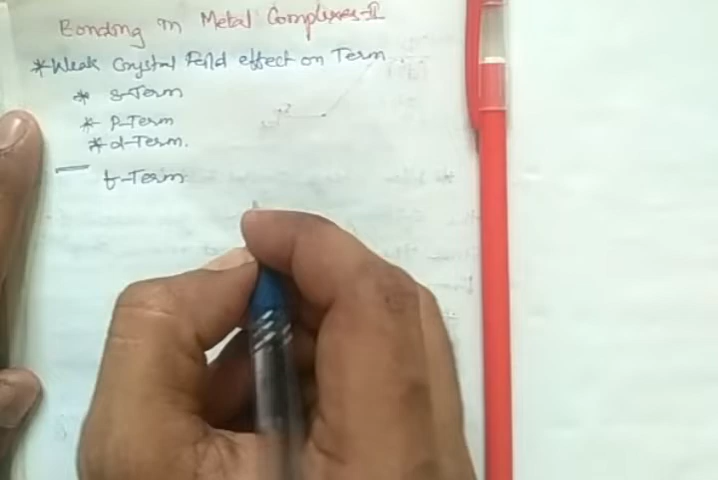 Bonding in Metal Complexes-II
* Weak Crystal Field effect on Term
* s-Term
* p-Term
* d-Term.
f-Term